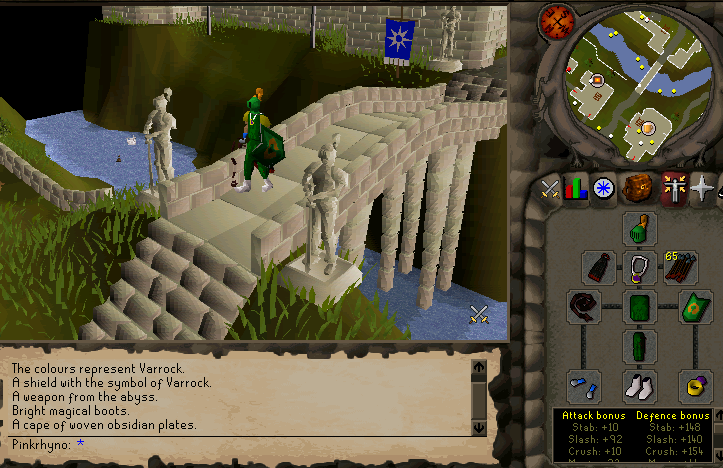 65
The colours represent Varrock.
A shield with the symbol of Varrock.
A weapon from the abyss.
Bright magical boots.
A cape of woven obsidian plates.
Pinkrhyno: *
Attack bonus
Stab: +10
Slash: +92
Crush: +10
Defence bonus
Stab: +148
Slash: +140
Crush: +154